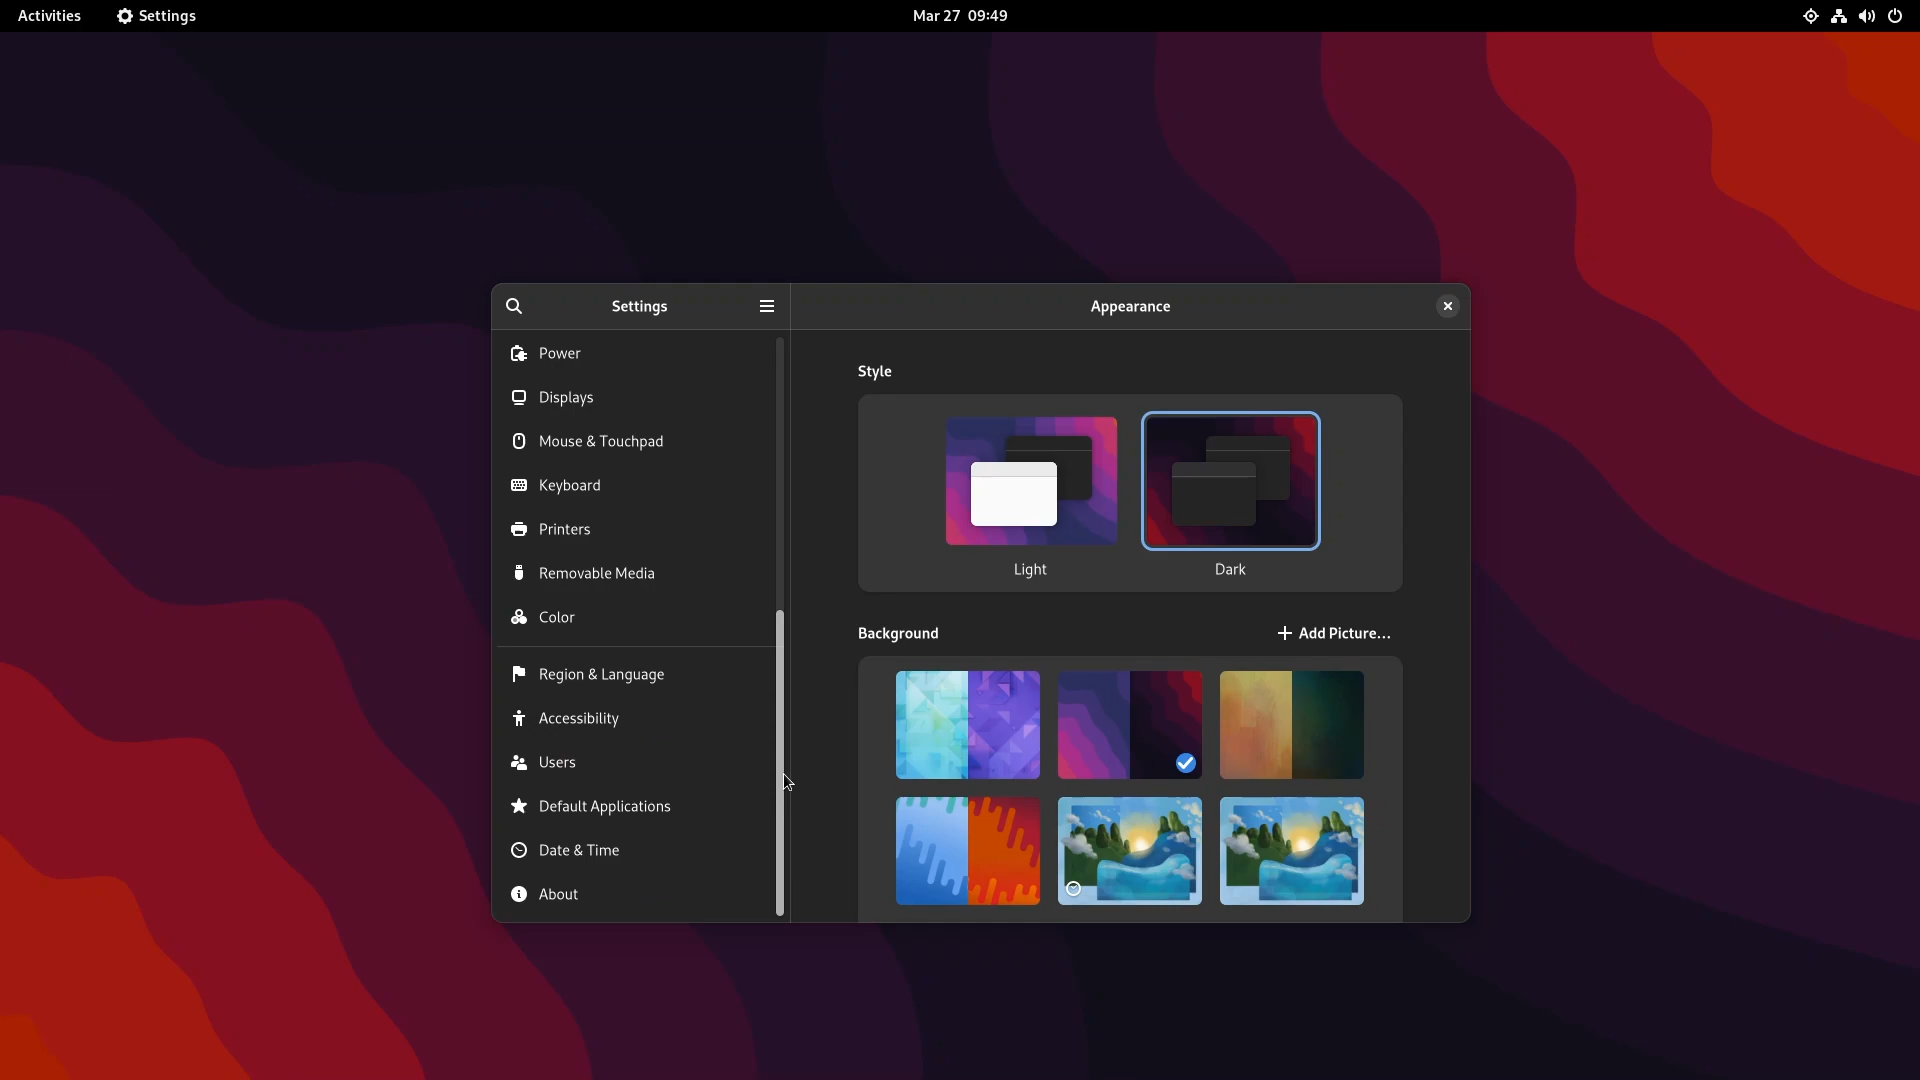 Activities
Settings
Mar 27 09:49
Settings
Appearance
Power
Displays
Mouse & Touchpad
Keyboard
Printers
Removable Media
Color
Region & Language
Accessibility
Users
Default Applications
Date & Time
About
Style
Light
Dark
Background
Add Picture…